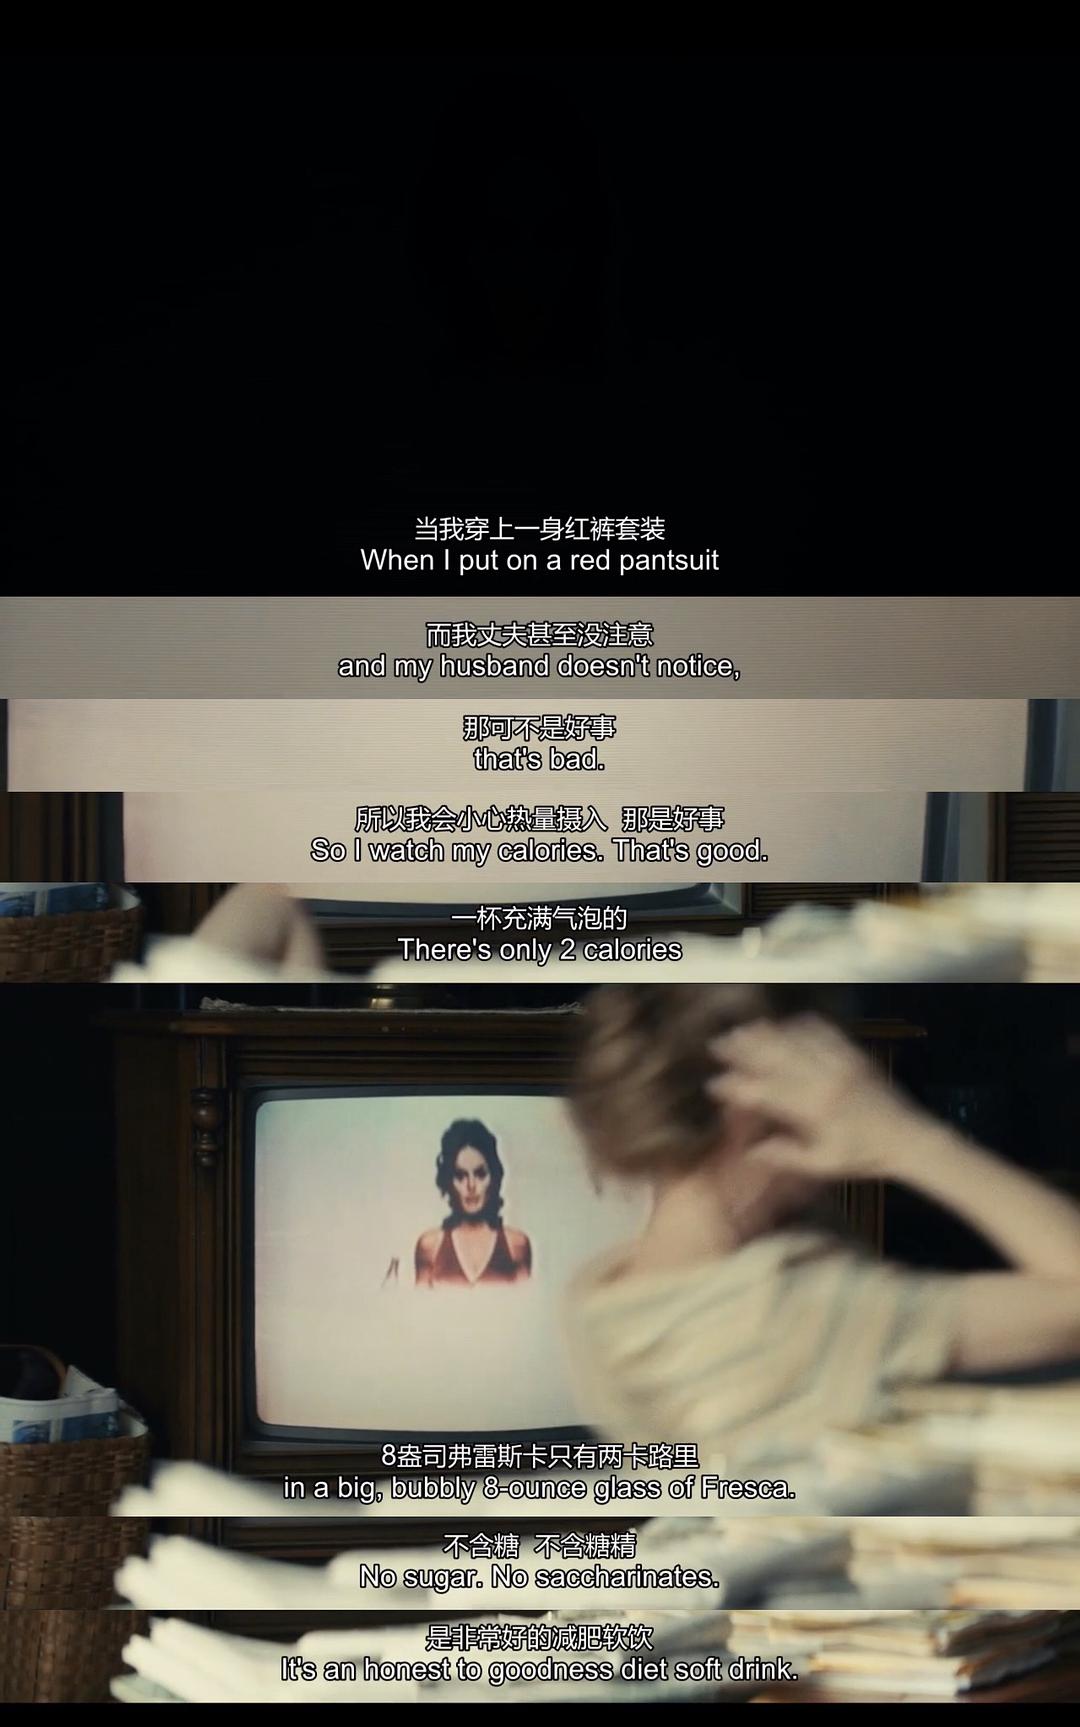 当我穿上一身红裤套装
When I put on a red pantsuit
而我丈夫甚至没注意
and my husband doesn't notice,
那可不是好事
that's bad.
所以我会小心热量摄入 那是好事
So I watch my calories. That's good.
一杯充满气泡的
There's only 2 calories
8盎司弗雷斯卡只有两卡路里
in a big, bubbly 8-ounce glass of Fresca.
不含糖 不含糖精
No sugar. No saccharinates.
是非常好的减肥软饮
It's an honest to goodness diet soft drink.